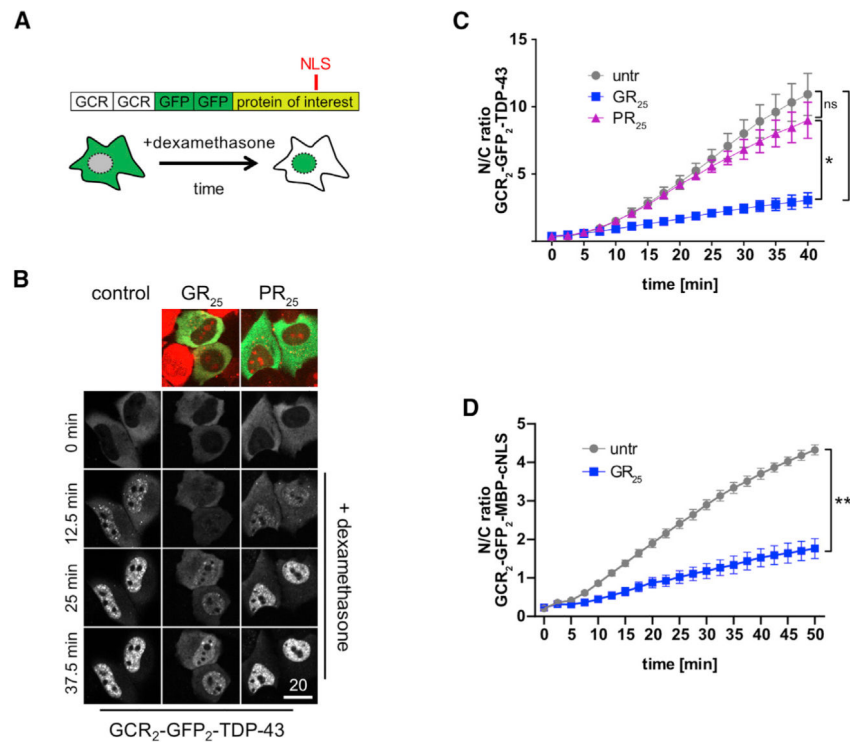 A
NLS
GCR GCR GFP GFP protein of interest
+dexamethasone
time
B
control GR25 PR25
0 min
12.5 min
25 min
37.5 min
+ dexamethasone
20
GCR2-GFP2-TDP-43
C
N/C ratio
GCR2-GFP2-TDP-43
15
10
5
untr
GR25
PR25
ns
*
0 5 10 15 20 25 30 35 40
time [min]
D
N/C ratio
GCR2-GFP2-MBP-cNLS
5
4
3
2
1
0
untr
GR25
**
0 5 10 15 20 25 30 35 40 45 50
time [min]